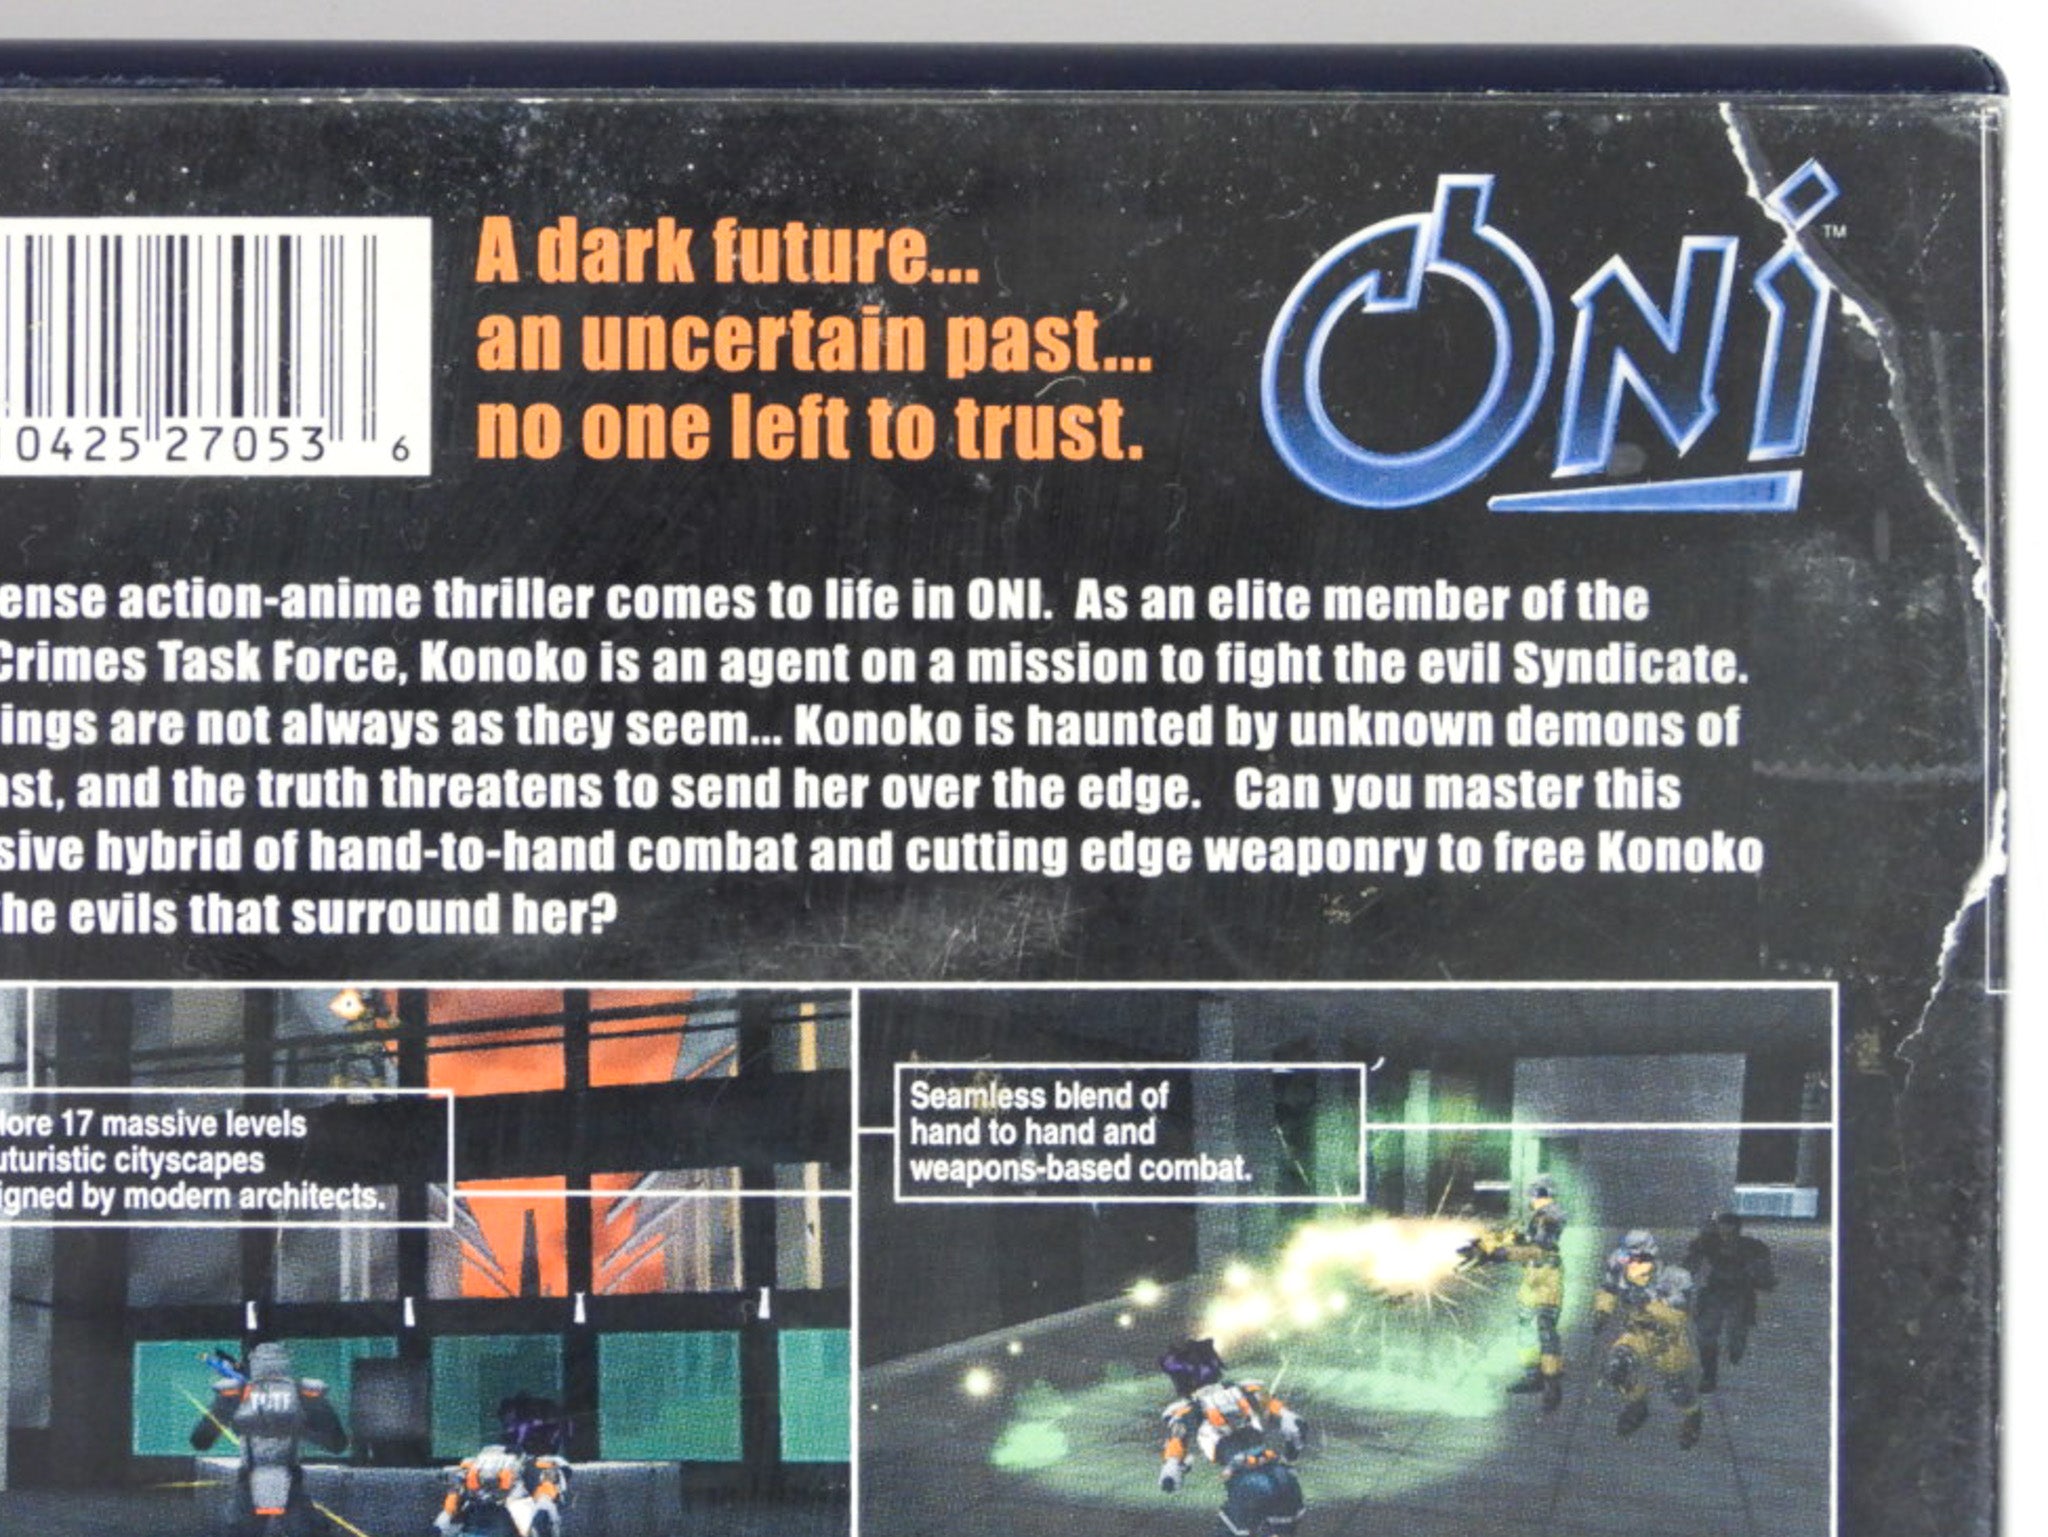 A dark future...
an uncertain past...
no one left to trust.
ONI™
10425 27053 6
ense action-anime thriller comes to life in ONI. As an elite member of the
Crimes Task Force, Konoko is an agent on a mission to fight the evil Syndicate.
ings are not always as they seem... Konoko is haunted by unknown demons of
ast, and the truth threatens to send her over the edge. Can you master this
sive hybrid of hand-to-hand combat and cutting edge weaponry to free Konoko
the evils that surround her?
lore 17 massive levels
uturistic cityscapes
igned by modern architects.
Seamless blend of
hand to hand and
weapons-based combat.
TCTF